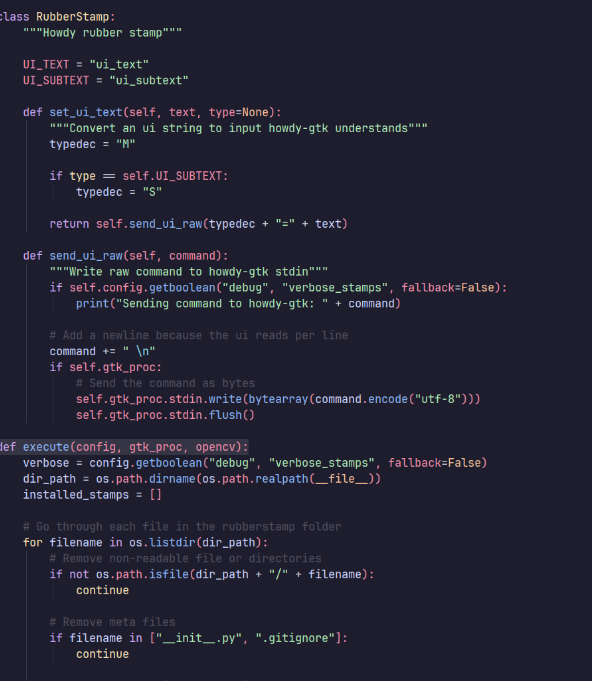 class RubberStamp:
"""Howdy rubber stamp"""
UI_TEXT = "ui_text"
UI_SUBTEXT = "ui_subtext"
def set_ui_text(self, text, type=None):
"""Convert an ui string to input howdy-gtk understands"""
typedec = "M"
if type == self.UI_SUBTEXT:
typedec = "S"
return self.send_ui_raw(typedec + "=" + text)
def send_ui_raw(self, command):
"""Write raw command to howdy-gtk stdin"""
if self.config.getboolean("debug", "verbose_stamps", fallback=False):
print("Sending command to howdy-gtk: " + command)
# Add a newline because the ui reads per line
command += " \n"
if self.gtk_proc:
# Send the command as bytes
self.gtk_proc.stdin.write(bytearray(command.encode("utf-8")))
self.gtk_proc.stdin.flush()
def execute(config, gtk_proc, opencv):
verbose = config.getboolean("debug", "verbose_stamps", fallback=False)
dir_path = os.path.dirname(os.path.realpath(__file__))
installed_stamps = []
# Go through each file in the rubberstamp folder
for filename in os.listdir(dir_path):
# Remove non-readable file or directories
if not os.path.isfile(dir_path + "/" + filename):
continue
# Remove meta files
if filename in ["__init__.py", ".gitignore"]:
continue